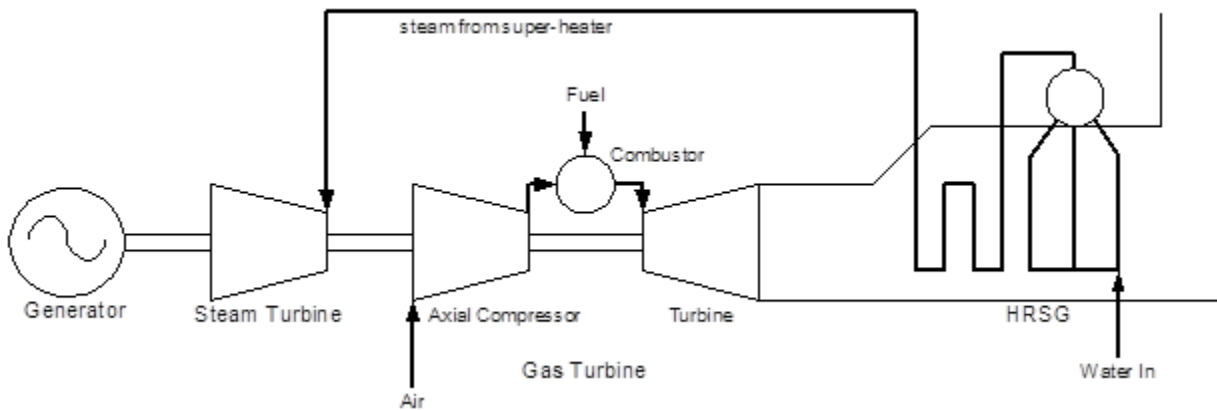 steam from super-heater
Fuel
Combustor
Generator
Steam Turbine
Axial Compressor
Turbine
HRSG
Gas Turbine
Water In
Air